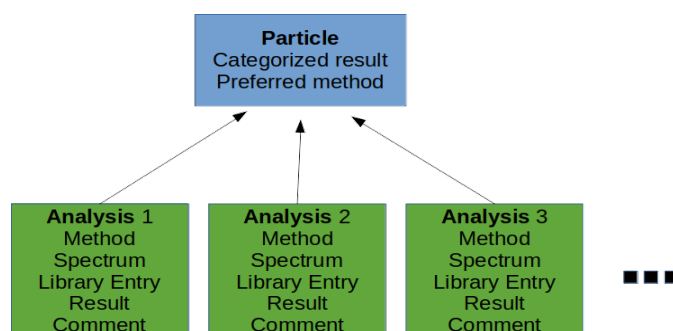 Particle
Categorized result
Preferred method
Analysis 1
Method
Spectrum
Library Entry
Result
Comment
Analysis 2
Method
Spectrum
Library Entry
Result
Comment
Analysis 3
Method
Spectrum
Library Entry
Result
Comment